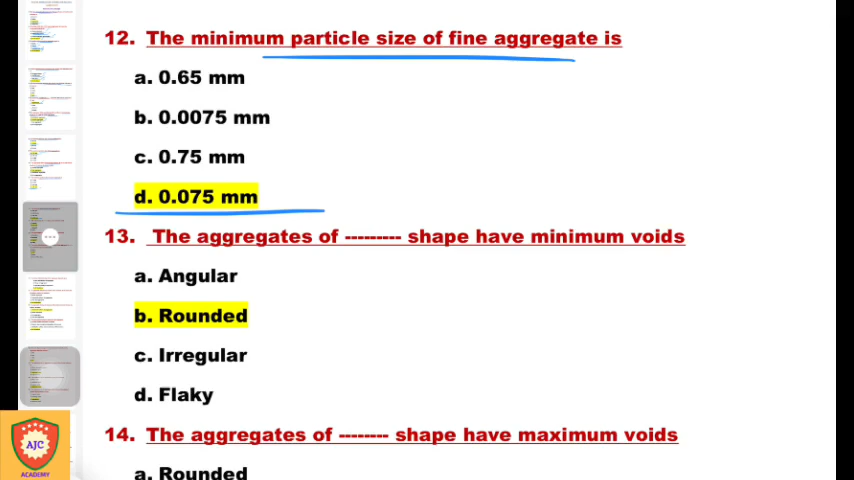 12. The minimum particle size of fine aggregate is
a. 0.65 mm
b. 0.0075 mm
c. 0.75 mm
d. 0.075 mm
13. The aggregates of --------- shape have minimum voids
a. Angular
b. Rounded
c. Irregular
d. Flaky
14. The aggregates of -------- shape have maximum voids
a. Rounded
AJC
ACADEMY